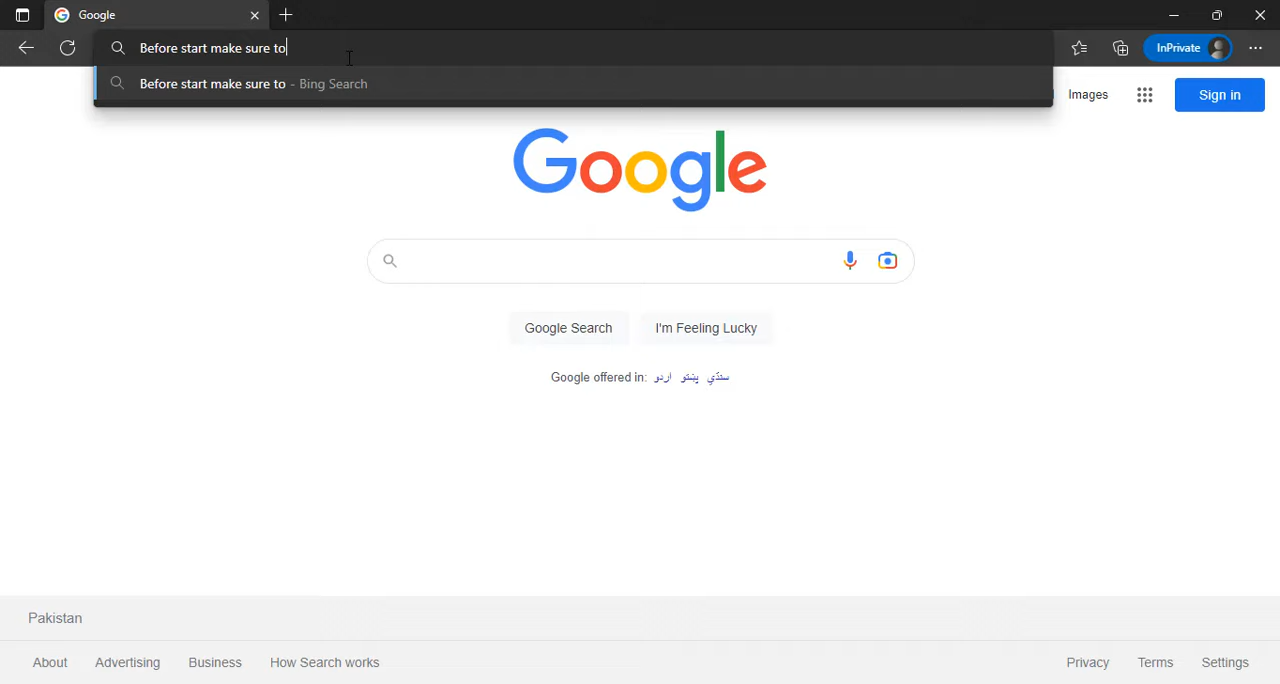 Google
Before start make sure to
InPrivate
Before start make sure to - Bing Search
Images
Sign in
Google
Google Search
I'm Feeling Lucky
Google offered in: اردو پښتو سنڌي
Pakistan
About
Advertising
Business
How Search works
Privacy
Terms
Settings